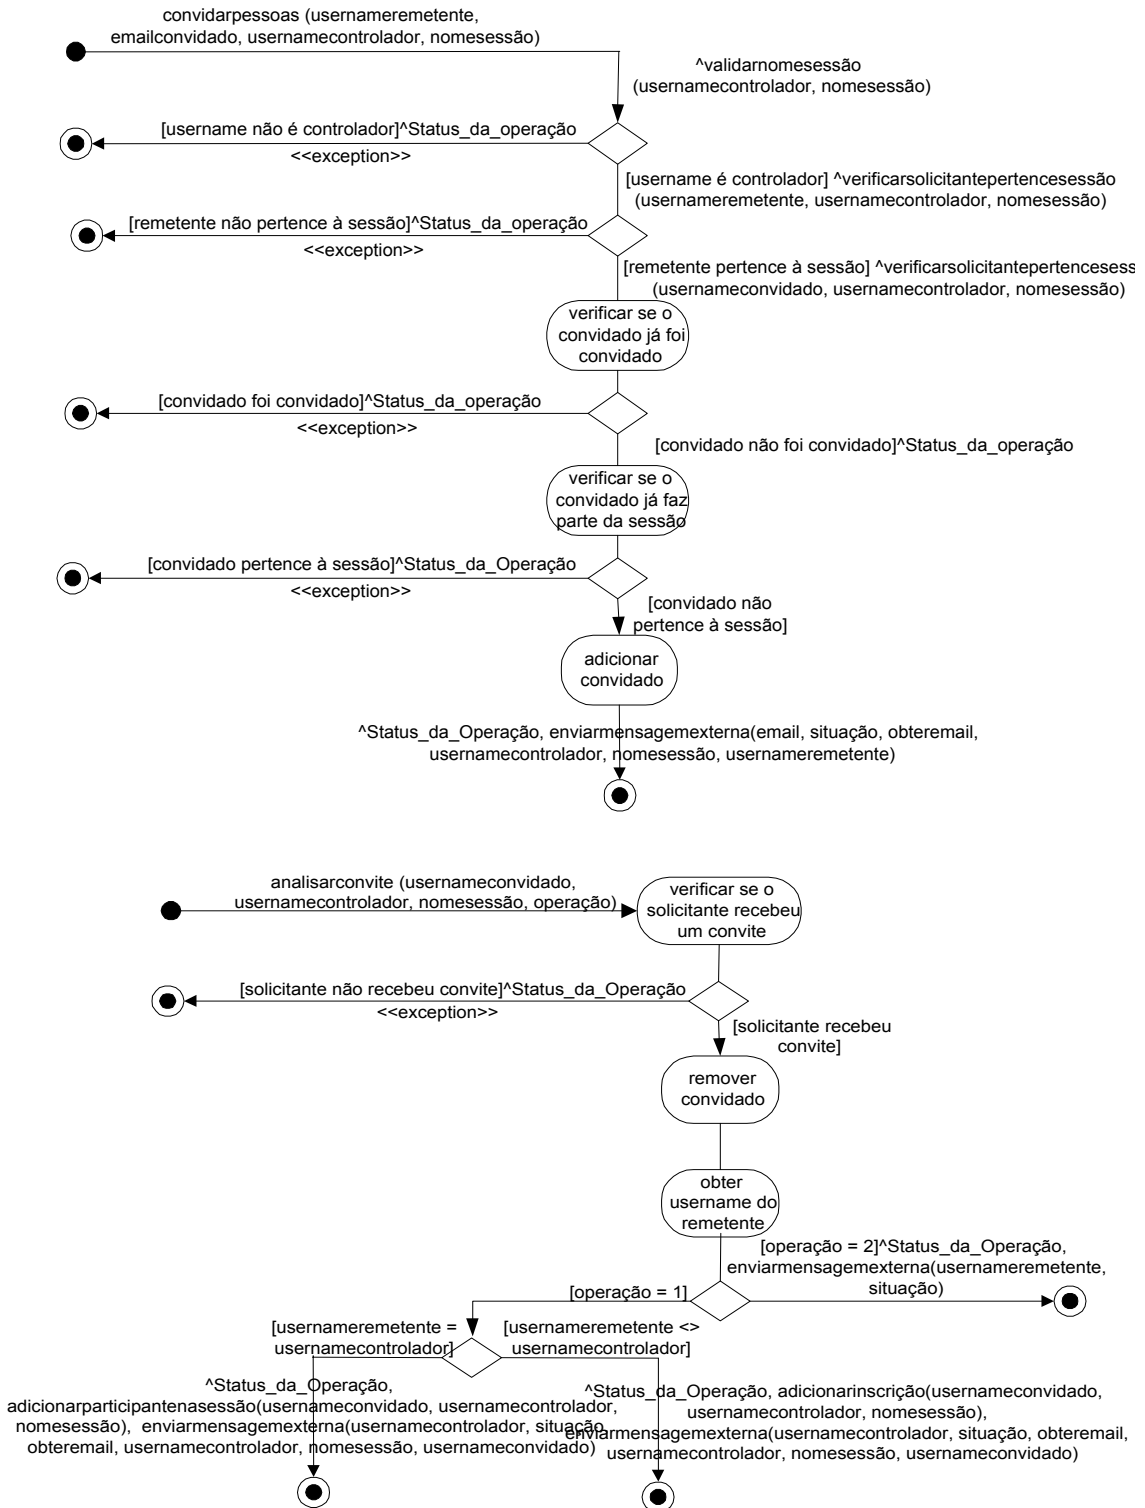 convidarpessoas (usernameremetente,
emailconvidado, usernamecontrolador, nomesessão)
^validarnomesessão
(usernamecontrolador, nomesessão)
[username não é controlador]^Status_da_operação
<<exception>>
[username é controlador] ^verificarsolicitantepertencesessão
(usernameremetente, usernamecontrolador, nomesessão)
[remetente não pertence à sessão]^Status_da_operação
<<exception>>
[remetente pertence à sessão] ^verificarsolicitantepertencesess
(usernameconvidado, usernamecontrolador, nomesessão)
verificar se o
convidado já foi
convidado
[convidado foi convidado]^Status_da_operação
<<exception>>
[convidado não foi convidado]^Status_da_operação
verificar se o
convidado já faz
parte da sessão
[convidado pertence à sessão]^Status_da_Operação
<<exception>>
[convidado não
pertence à sessão]
adicionar
convidado
^Status_da_Operação, enviarmensagemexterna(email, situação, obteremail,
usernamecontrolador, nomesessão, usernameremetente)
analisarconvite (usernameconvidado,
usernamecontrolador, nomesessão, operação)
verificar se o
solicitante recebeu
um convite
[solicitante não recebeu convite]^Status_da_Operação
<<exception>>
[solicitante recebeu
convite]
remover
convidado
obter
username do
remetente
[operação = 2]^Status_da_Operação,
enviarmensagemexterna(usernameremetente,
situação)
[operação = 1]
[usernameremetente =
usernamecontrolador]
[usernameremetente <>
usernamecontrolador]
^Status_da_Operação,
adicionarparticipantenasessão(usernameconvidado, usernamecontrolador,
nomesessão), enviarmensagemexterna(usernamecontrolador, situação,
obteremail, usernamecontrolador, nomesessão, usernameconvidado)
^Status_da_Operação, adicionarinscrição(usernameconvidado,
usernamecontrolador, nomesessão),
enviarmensagemexterna(usernamecontrolador, situação, obteremail,
usernamecontrolador, nomesessão, usernameconvidado)